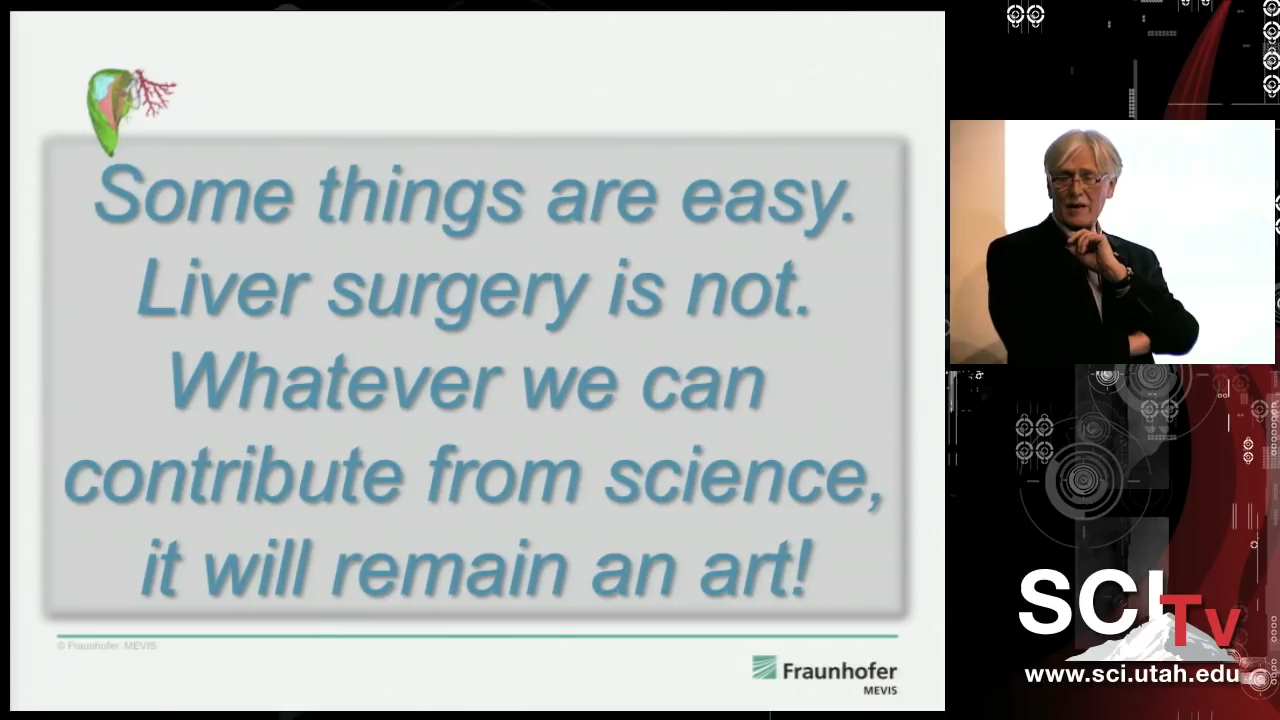 Some things are easy.
Liver surgery is not.
Whatever we can
contribute from science,
it will remain an art!
© Fraunhofer MEVIS
Fraunhofer
MEVIS
SCI
Tv
www.sci.utah.edu